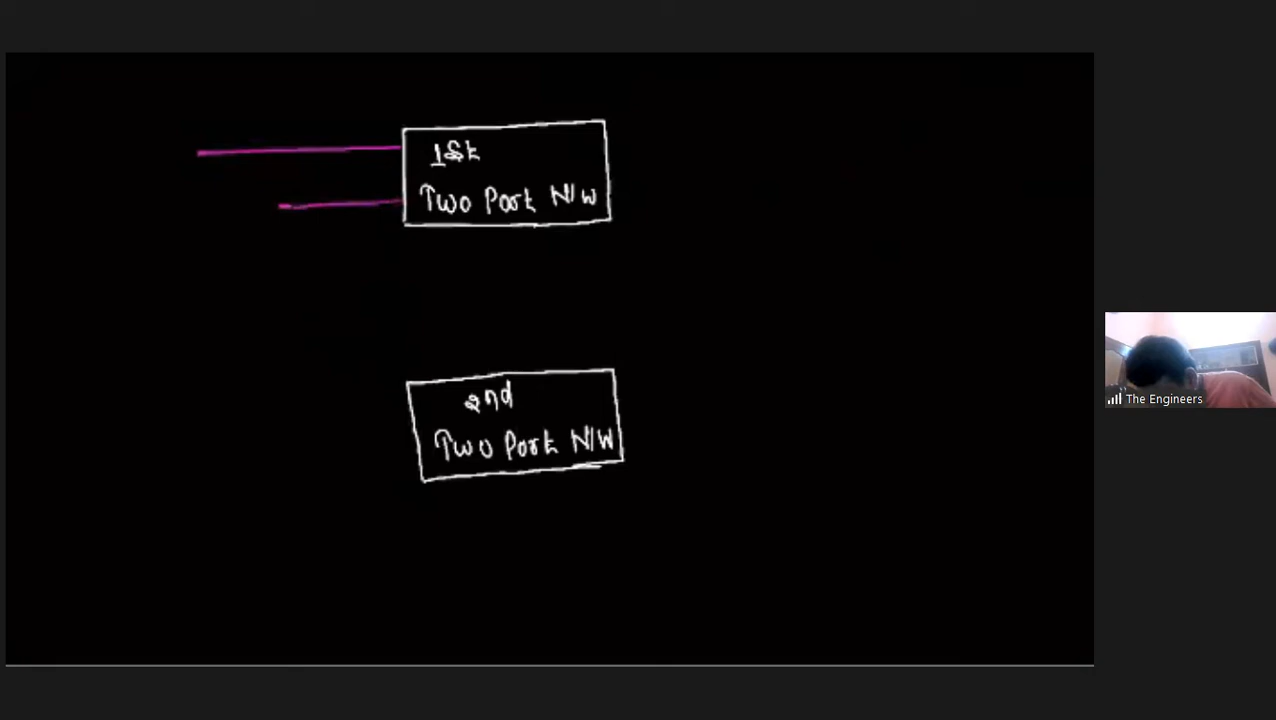 1st
Two Port N/W
2nd
Two Port N/W
The Engineers